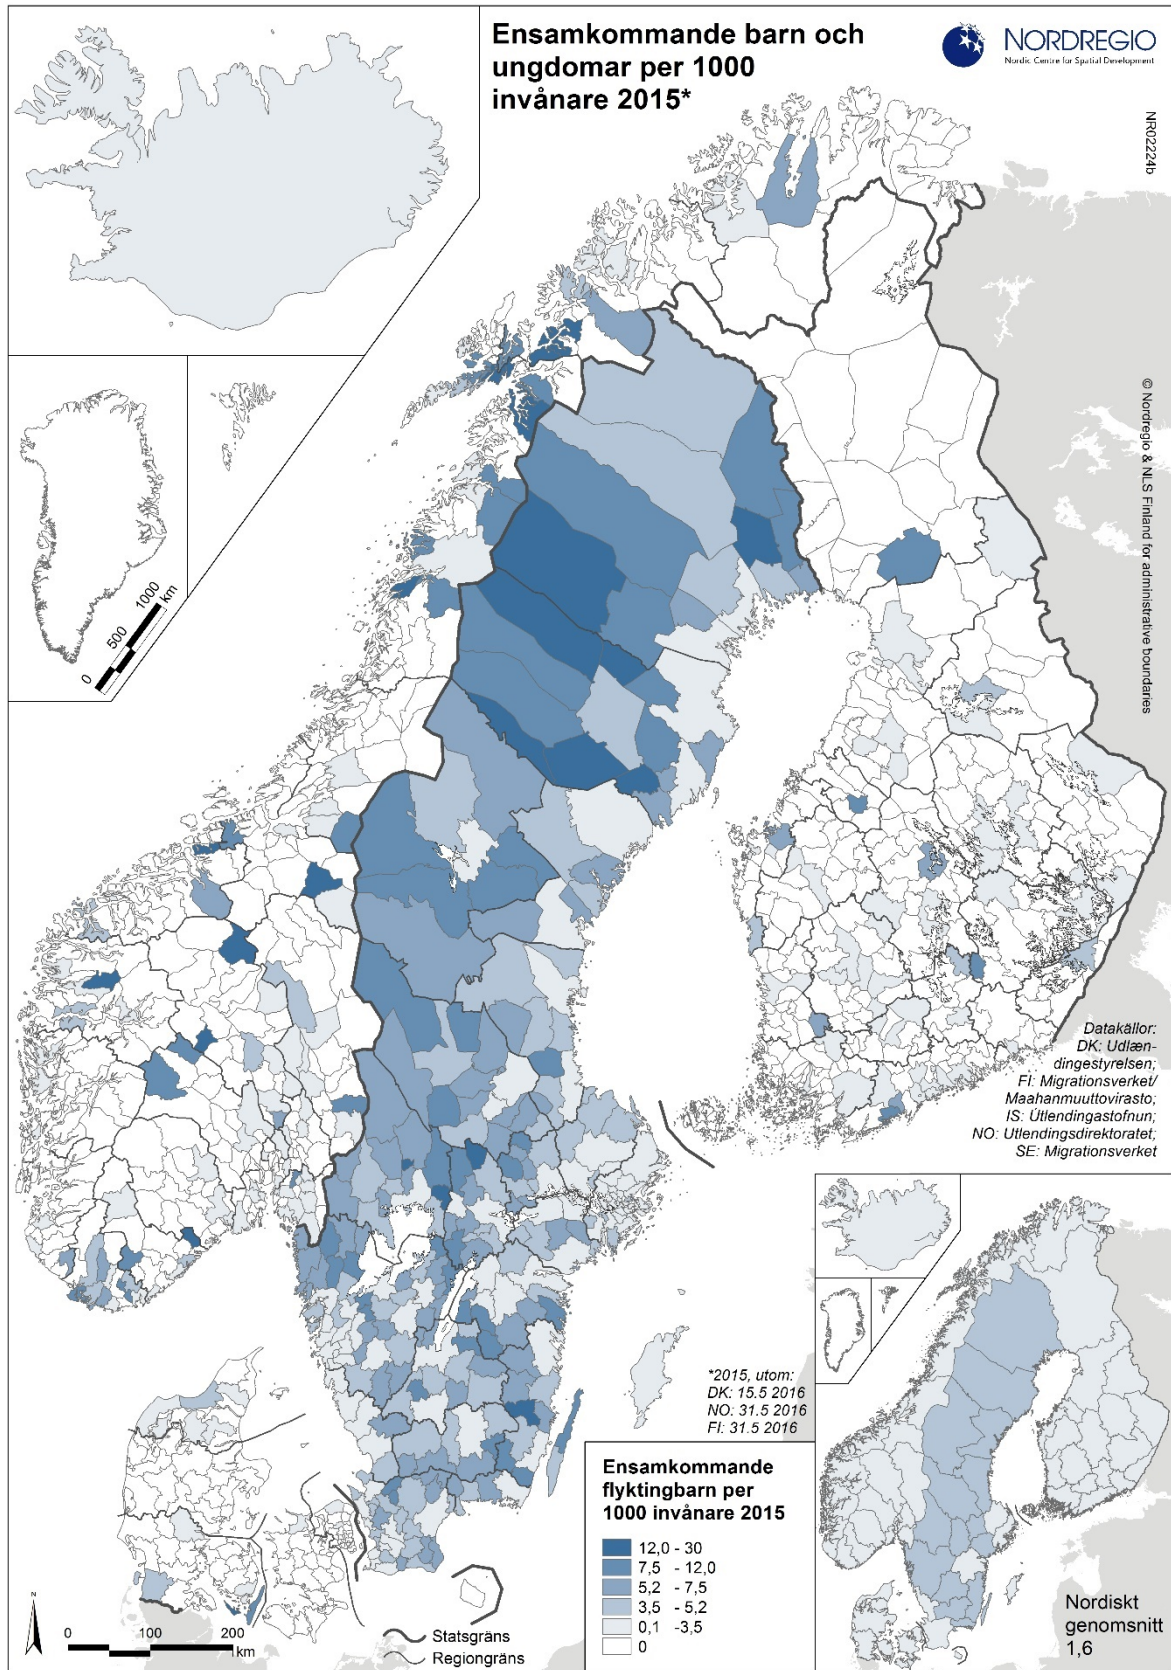 Ensamkommande barn och
ungdomar per 1000
invånare 2015*
NORDREGIO
Nordic Centre for Spatial Development
NR02224b
© Nordregio & NLS Finland for administrative boundaries
0 500 1000
km
Datakällor:
DK: Udlæn-
dingestyrelsen;
FI: Migrationsverket/
Maahanmuuttovirasto;
IS: Útlendingastofnun;
NO: Utlendingsdirektoratet;
SE: Migrationsverket
*2015, utom:
DK: 15.5 2016
NO: 31.5 2016
FI: 31.5 2016
Ensamkommande
flyktingbarn per
1000 invånare 2015
12,0 - 30
7,5 - 12,0
5,2 - 7,5
3,5 - 5,2
0,1 -3,5
0
Nordiskt
genomsnitt
1,6
N
0 100 200
km
Statsgräns
Regiongräns